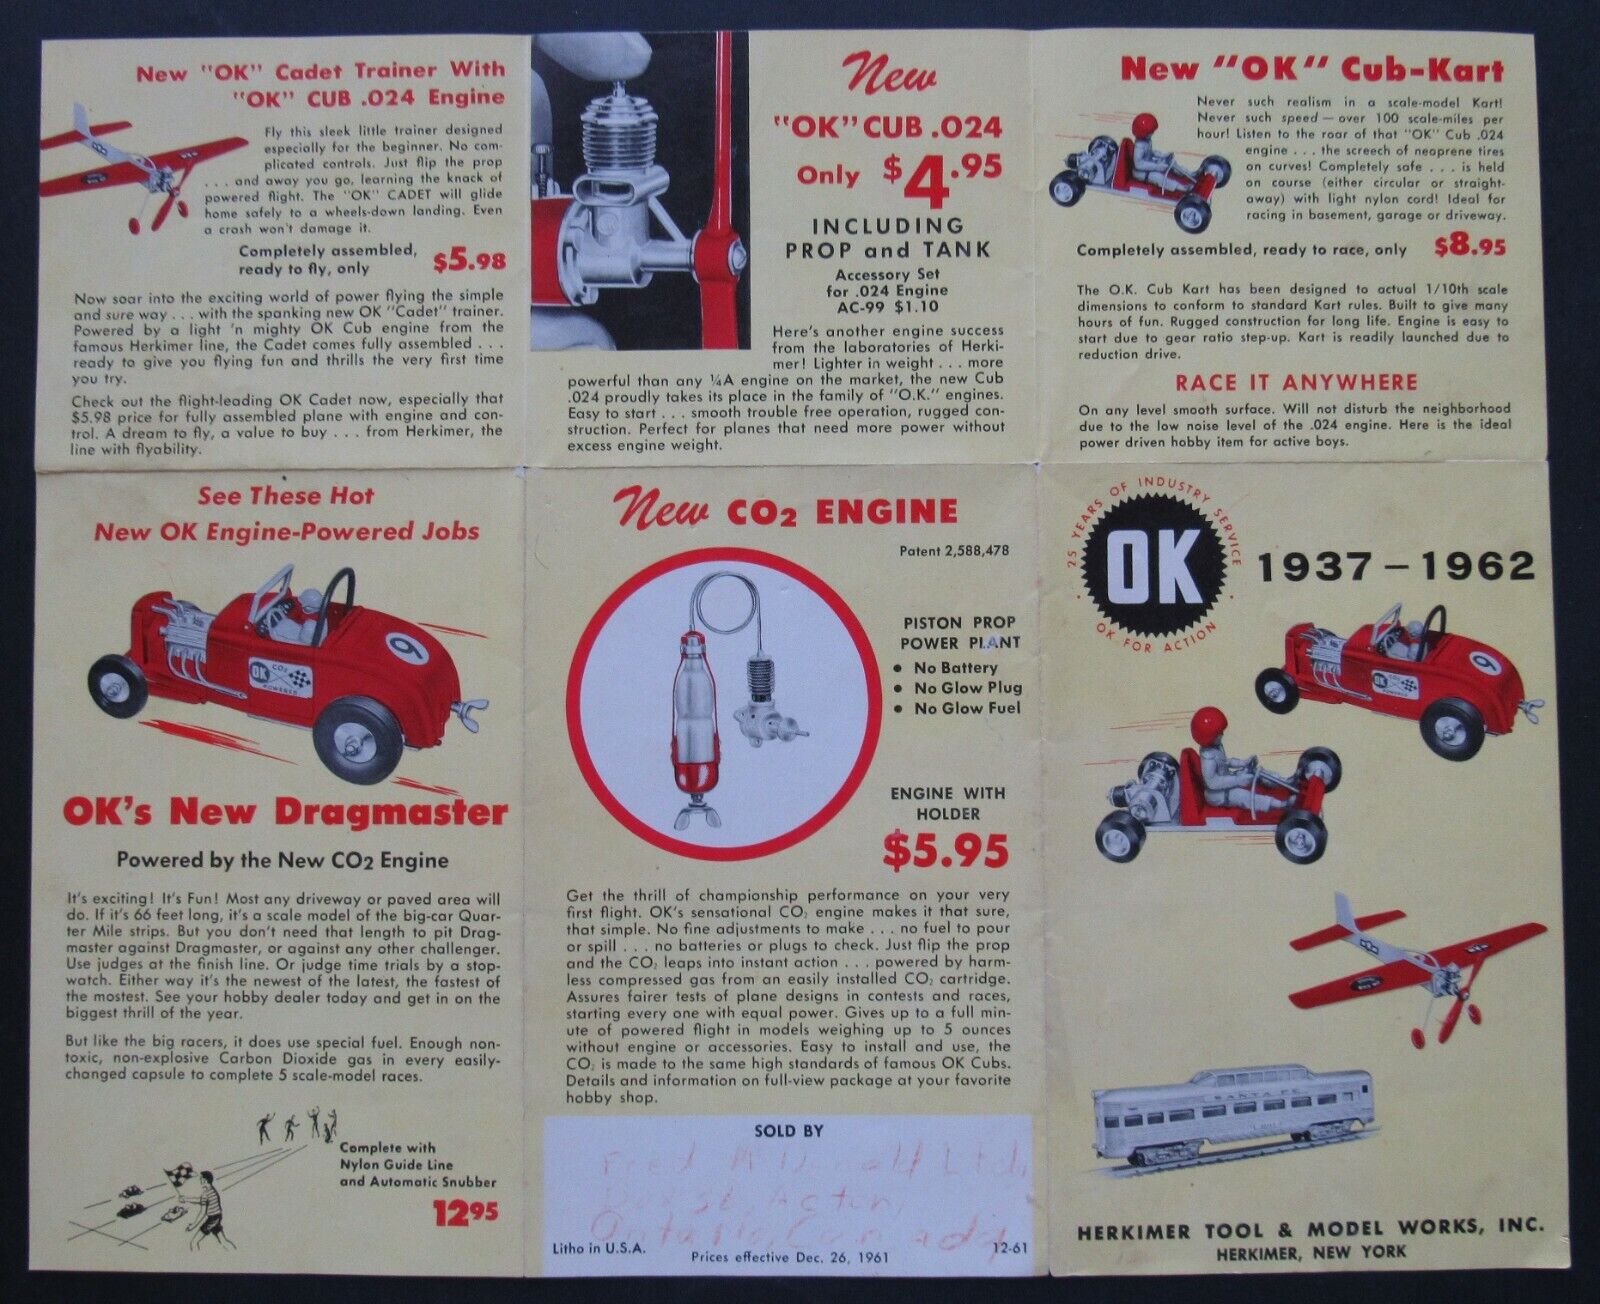 New "OK" Cadet Trainer With
"OK" CUB .024 Engine
Fly this sleek little trainer designed
especially for the beginner. No com-
plicated controls. Just flip the prop
. . . and away you go, learning the knack of
powered flight. The "OK" CADET will glide
home safely to a wheels-down landing. Even
a crash won't damage it.
Completely assembled,
ready to fly, only $5.98
Now soar into the exciting world of power flying the simple
and sure way . . . with the spanking new OK "Cadet" trainer.
Powered by a light 'n mighty OK Cub engine from the
famous Herkimer line, the Cadet comes fully assembled . . .
ready to give you flying fun and thrills the very first time
you try.
Check out the flight-leading OK Cadet now, especially that
$5.98 price for fully assembled plane with engine and con-
trol. A dream to fly, a value to buy . . . from Herkimer, the
line with flyability.
New
"OK" CUB .024
Only $4.95
INCLUDING
PROP and TANK
Accessory Set
for .024 Engine
AC-99 $1.10
Here's another engine success
from the laboratories of Herki-
mer! Lighter in weight . . . more
powerful than any ¼A engine on the market, the new Cub
.024 proudly takes its place in the family of "O.K." engines.
Easy to start . . . smooth trouble free operation, rugged con-
struction. Perfect for planes that need more power without
excess engine weight.
New "OK" Cub-Kart
Never such realism in a scale-model Kart!
Never such speed — over 100 scale-miles per
hour! Listen to the roar of that "OK" Cub .024
engine . . . the screech of neoprene tires
on curves! Completely safe . . . is held
on course (either circular or straight-
away) with light nylon cord! Ideal for
racing in basement, garage or driveway.
Completely assembled, ready to race, only $8.95
The O.K. Cub Kart has been designed to actual 1/10th scale
dimensions to conform to standard Kart rules. Built to give many
hours of fun. Rugged construction for long life. Engine is easy to
start due to gear ratio step-up. Kart is readily launched due to
reduction drive.
RACE IT ANYWHERE
On any level smooth surface. Will not disturb the neighborhood
due to the low noise level of the .024 engine. Here is the ideal
power driven hobby item for active boys.
See These Hot
New OK Engine-Powered Jobs
9
OK CO2
POWERED
OK's New Dragmaster
Powered by the New CO2 Engine
It's exciting! It's Fun! Most any driveway or paved area will
do. If it's 66 feet long, it's a scale model of the big-car Quar-
ter Mile strips. But you don't need that length to pit Drag-
master against Dragmaster, or against any other challenger.
Use judges at the finish line. Or judge time trials by a stop-
watch. Either way it's the newest of the latest, the fastest of
the mostest. See your hobby dealer today and get in on the
biggest thrill of the year.
But like the big racers, it does use special fuel. Enough non-
toxic, non-explosive Carbon Dioxide gas in every easily-
changed capsule to complete 5 scale-model races.
Complete with
Nylon Guide Line
and Automatic Snubber
12.95
New CO2 ENGINE
Patent 2,588,478
PISTON PROP
POWER PLANT
• No Battery
• No Glow Plug
• No Glow Fuel
ENGINE WITH
HOLDER
$5.95
Get the thrill of championship performance on your very
first flight. OK's sensational CO2 engine makes it that sure,
that simple. No fine adjustments to make . . . no fuel to pour
or spill . . . no batteries or plugs to check. Just flip the prop
and the CO2 leaps into instant action . . . powered by harm-
less compressed gas from an easily installed CO2 cartridge.
Assures fairer tests of plane designs in contests and races,
starting every one with equal power. Gives up to a full min-
ute of powered flight in models weighing up to 5 ounces
without engine or accessories. Easy to install and use, the
CO2 is made to the same high standards of famous OK Cubs.
Details and information on full-view package at your favorite
hobby shop.
SOLD BY
Fred McDonald Ltd.
St. Acton,
Ontario, Canada
Litho in U.S.A.
Prices effective Dec. 26, 1961
12-61
25 YEARS OF INDUSTRY SERVICE
OK
OK FOR ACTION
1937 – 1962
9
OK CO2
POWERED
SANTA FE
HERKIMER TOOL & MODEL WORKS, INC.
HERKIMER, NEW YORK